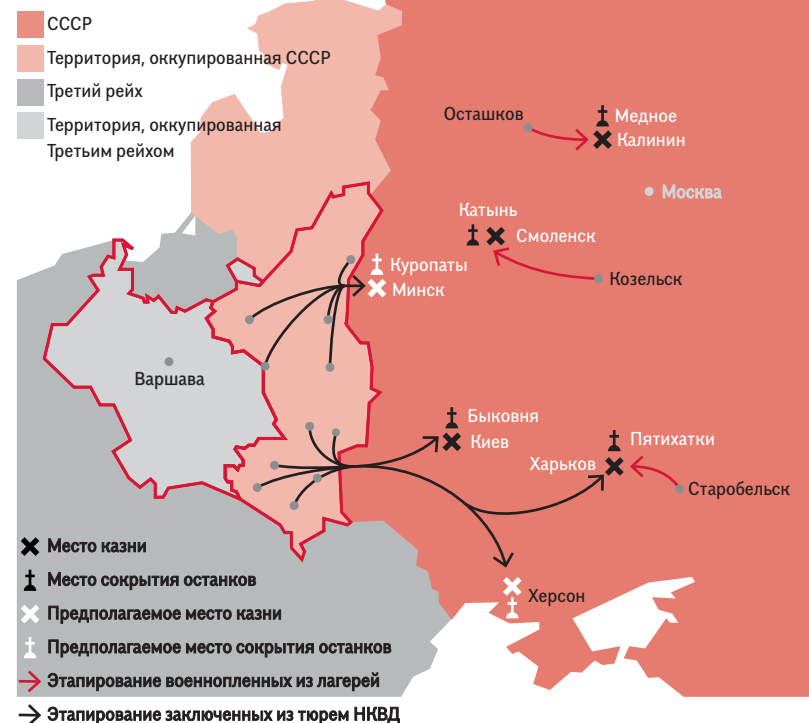 СССР
Территория, оккупированная СССР
Третий рейх
Территория, оккупированная
Третьим рейхом
Осташков
Медное
Калинин
Москва
Катынь
Смоленск
Козельск
Куропаты
Минск
Варшава
Быковня
Киев
Пятихатки
Харьков
Старобельск
Херсон
Место казни
Место сокрытия останков
Предполагаемое место казни
Предполагаемое место сокрытия останков
Этапирование военнопленных из лагерей
Этапирование заключенных из тюрем НКВД